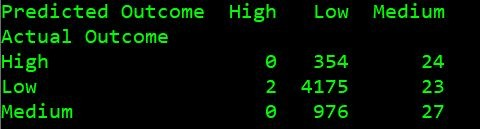 Predicted Outcome  High   Low  Medium
Actual Outcome
High                  0   354      24
Low                   2  4175      23
Medium                0   976      27